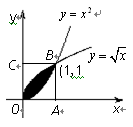 y
y = x²
B
y = √x
C
(1,1
O
A
x